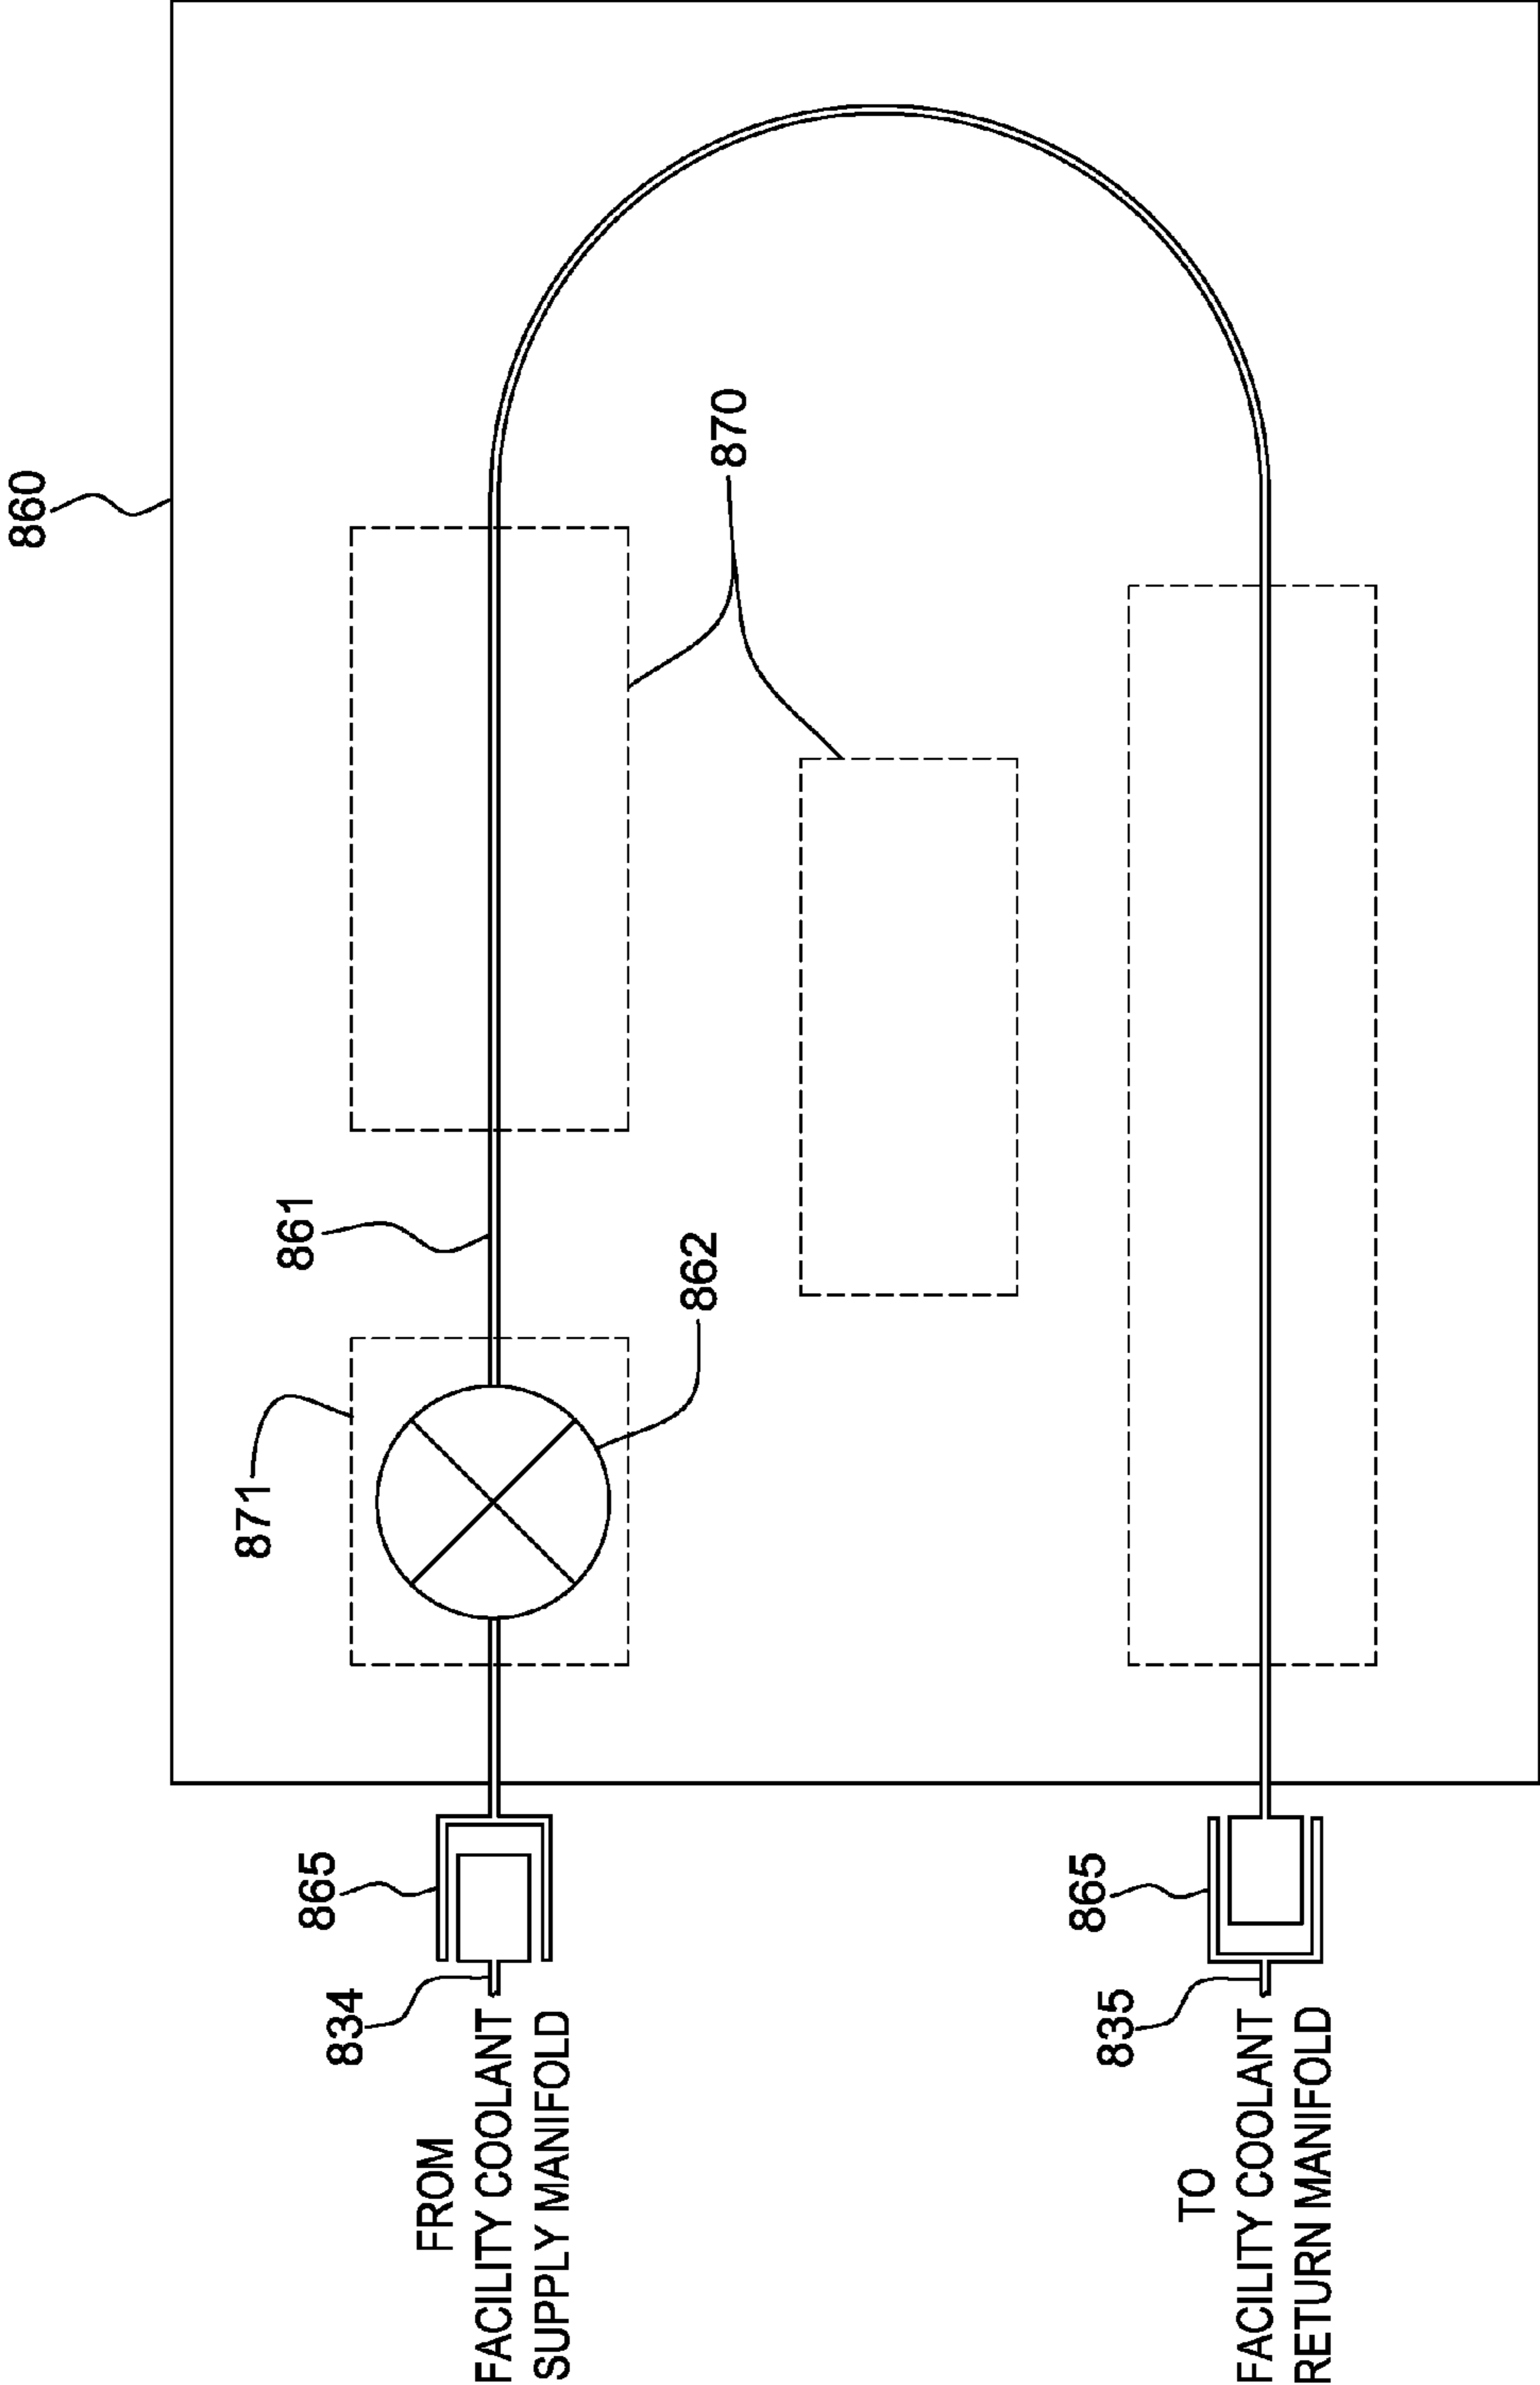 860
870
861
862
871
865
834
FROM
FACILITY COOLANT
SUPPLY MANIFOLD
865
835
TO
FACILITY COOLANT
RETURN MANIFOLD